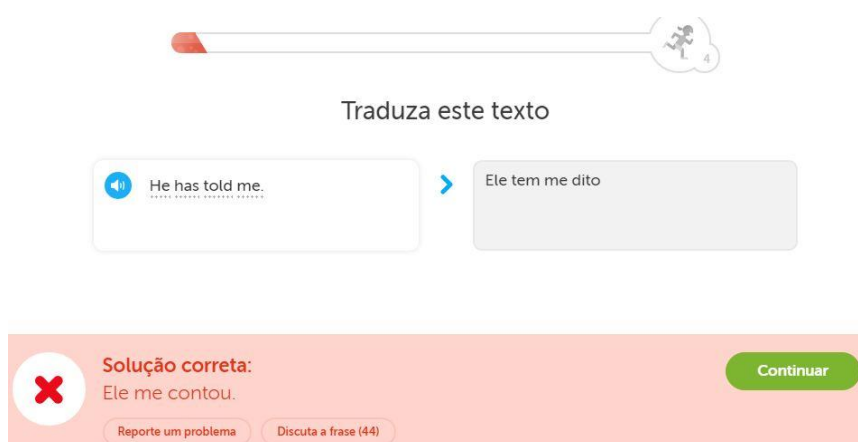 4
Traduza este texto
He has told me.
Ele tem me dito
Solução correta:
Ele me contou.
Continuar
Reporte um problema
Discuta a frase (44)